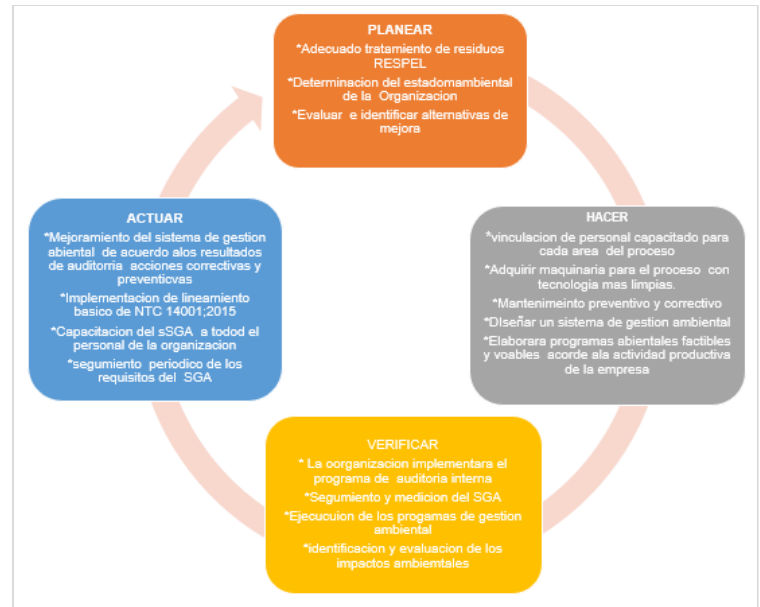 PLANEAR
*Adecuado tratamiento de residuos
RESPEL
*Determinacion del estadomambiental
de la Organizacion
*Evaluar e identificar alternativas de
mejora
HACER
*vinculacion de personal capacitado para
cada area del proceso
*Adquirir maquinaria para el proceso con
tecnologia mas limpias.
*Mantenimeinto preventivo y correctivo
*DIseñar un sistema de gestion ambiental
*Elaborara programas abientales factibles
y voables acorde ala actividad productiva
de la empresa
VERIFICAR
* La oorganizacion implementara el
programa de auditoria interna
*Segumiento y medicion del SGA
*Ejecucuion de los progamas de gestion
ambiental
*identificacion y evaluacion de los
impactos ambiemtales
ACTUAR
*Mejoramiento del sistema de gestion
abiental de acuerdo alos resultados
de auditorria acciones correctivas y
preventicvas
*Implementacion de lineamiento
basico de NTC 14001;2015
*Capacitacion del sSGA a todod el
personal de la organizacion
*segumiento periodico de los
requisitos del SGA